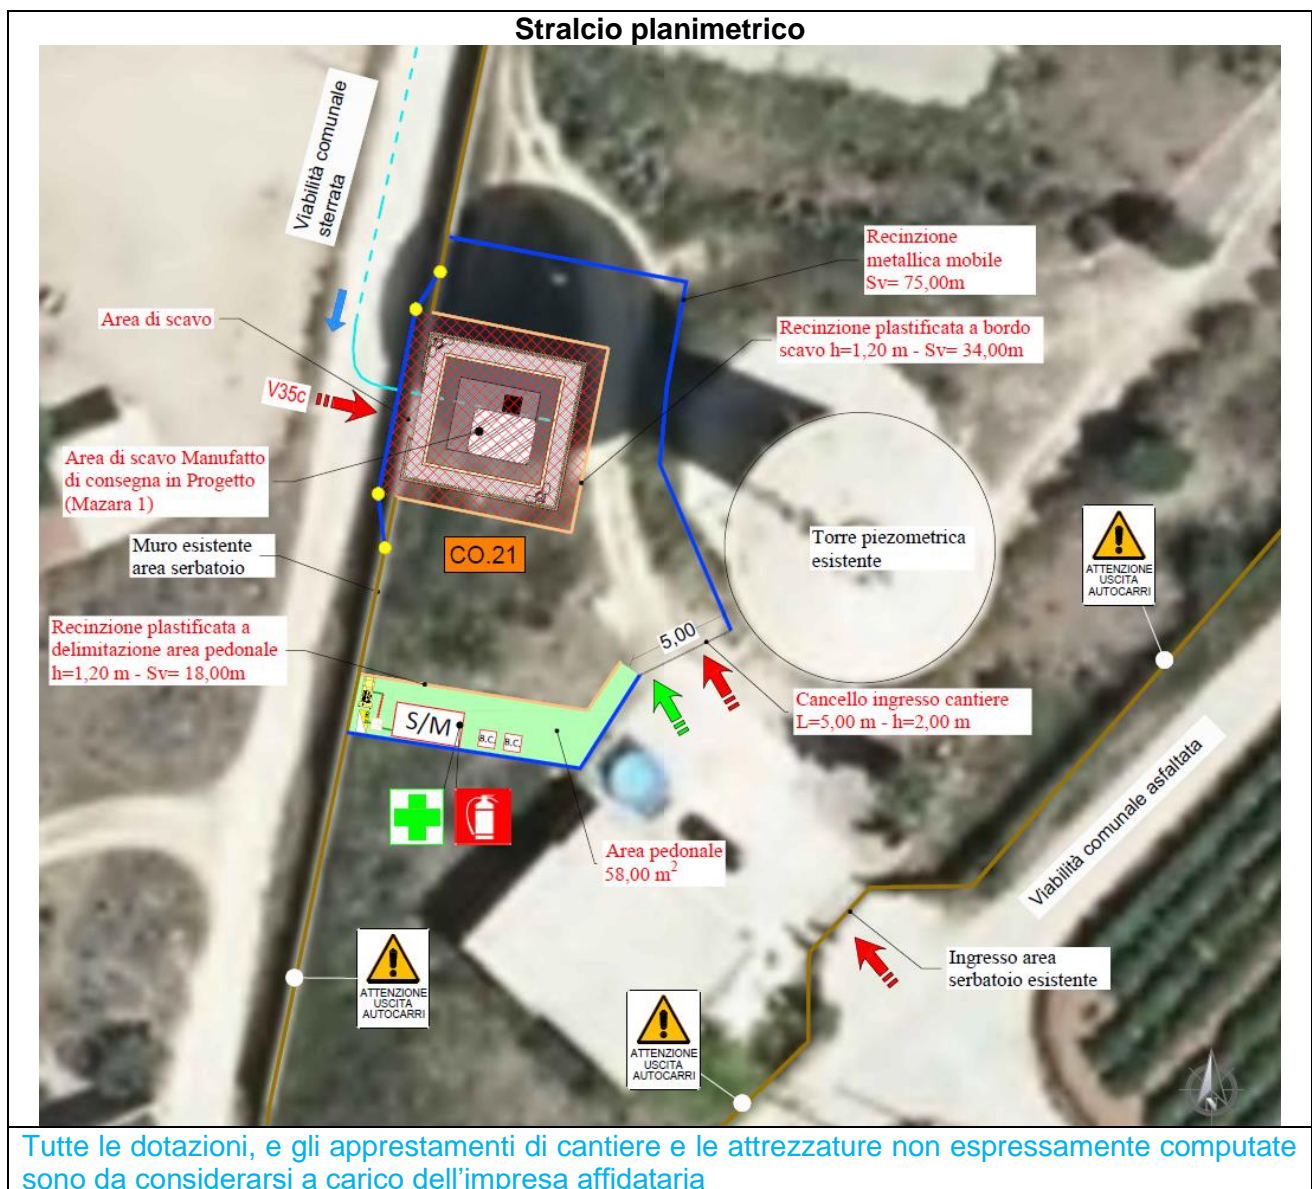 Stralcio planimetrico
Viabilità comunale
sterrata
Recinzione
metallica mobile
Sv= 75,00m
Area di scavo
Recinzione plastificata a bordo
scavo h=1,20 m - Sv= 34,00m
V35c
Area di scavo Manufatto
di consegna in Progetto
(Mazara 1)
Muro esistente
area serbatoio
CO.21
Torre piezometrica
esistente
ATTENZIONE
USCITA
AUTOCARRI
Recinzione plastificata a
delimitazione area pedonale
h=1,20 m - Sv= 18,00m
5,00
Cancello ingresso cantiere
L=5,00 m - h=2,00 m
S/M
B.C.
B.C.
Area pedonale
58,00 m²
Viabilità comunale asfaltata
Ingresso area
serbatoio esistente
ATTENZIONE
USCITA
AUTOCARRI
ATTENZIONE
USCITA
AUTOCARRI
Tutte le dotazioni, e gli apprestamenti di cantiere e le attrezzature non espressamente computate
sono da considerarsi a carico dell'impresa affidataria